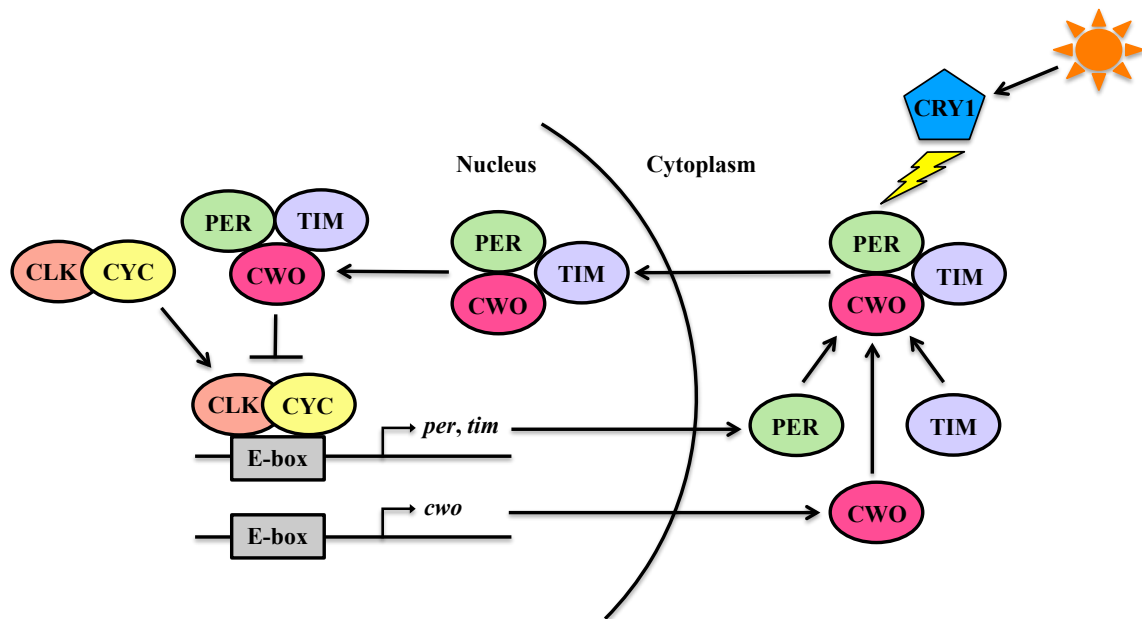 CRY1
Nucleus
Cytoplasm
PER
TIM
CWO
CLK
CYC
PER
TIM
CWO
PER
TIM
CWO
CLK
CYC
per, tim
E-box
PER
TIM
cwo
E-box
CWO